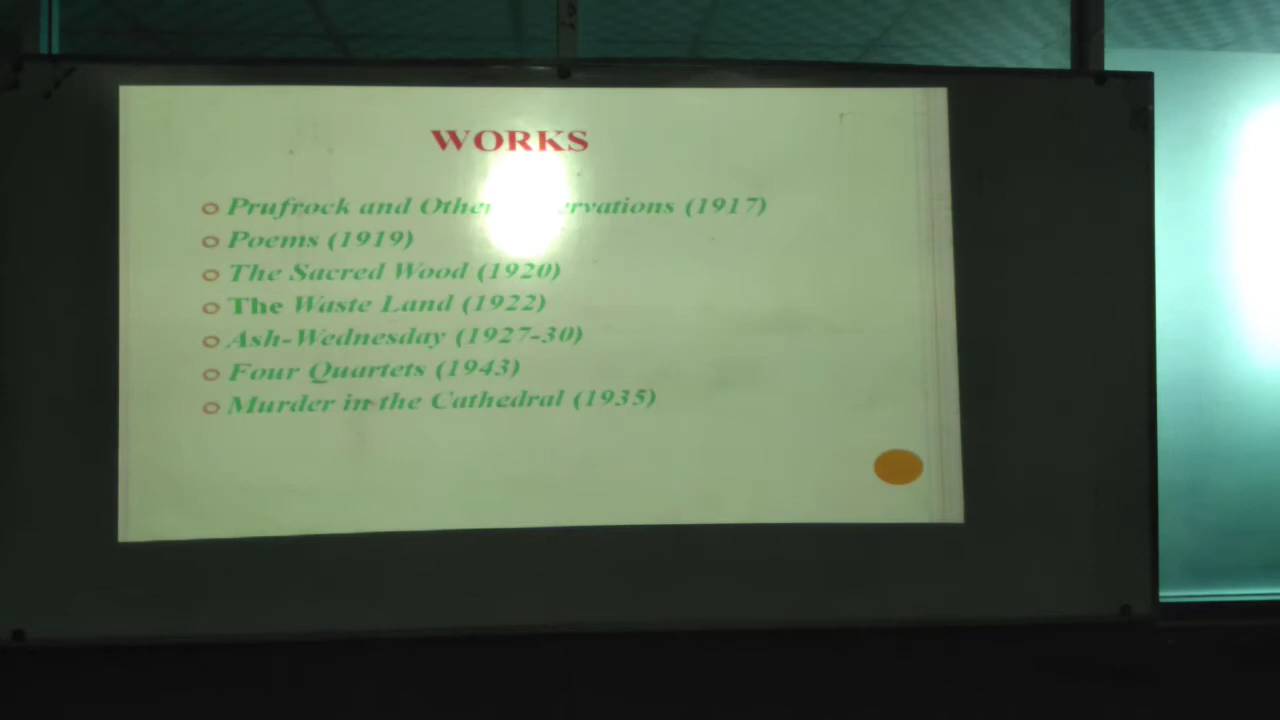 WORKS
Prufrock and Other Observations (1917)
Poems (1919)
The Sacred Wood (1920)
The Waste Land (1922)
Ash-Wednesday (1927-30)
Four Quartets (1943)
Murder in the Cathedral (1935)